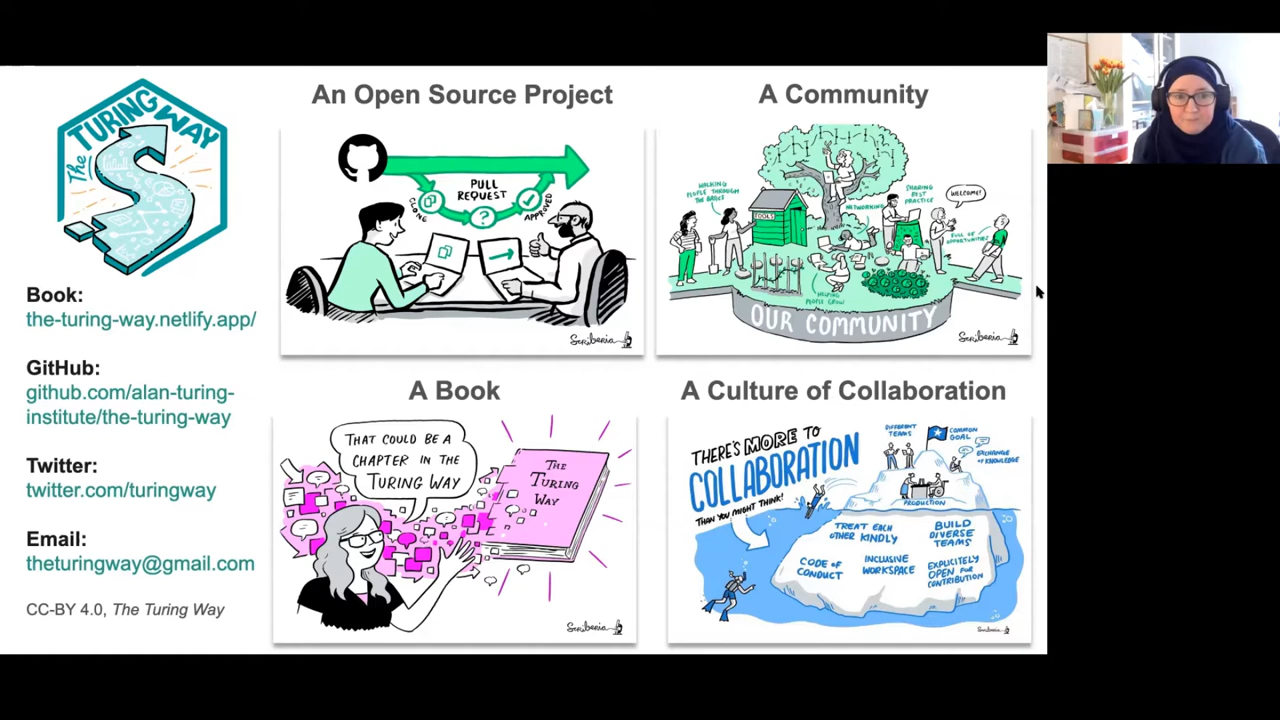 The
TURING WAY
Book:
the-turing-way.netlify.app/
GitHub:
github.com/alan-turing-
institute/the-turing-way
Twitter:
twitter.com/turingway
Email:
theturingway@gmail.com
CC-BY 4.0, The Turing Way
An Open Source Project
PULL
REQUEST
CLONE
APPROVED
?
Scriberia
A Community
WALKING
PEOPLE THROUGH
THE BASICS
TOOLS
NETWORKING
SHARING
BEST
PRACTICE
WELCOME!
FULL OF
OPPORTUNITIES
HELPING
PEOPLE GROW
OUR COMMUNITY
Scriberia
A Book
THAT COULD BE A
CHAPTER IN THE
TURING WAY
THE
TURING
WAY
Scriberia
A Culture of Collaboration
THERE'S MORE TO
COLLABORATION
THAN YOU MIGHT THINK!
DIFFERENT
TEAMS
COMMON
GOAL
EXCHANGE
OF KNOWLEDGE
PRODUCTION
TREAT EACH
OTHER KINDLY
BUILD
DIVERSE
TEAMS
CODE OF
CONDUCT
INCLUSIVE
WORKSPACE
EXPLICITLY
OPEN FOR
CONTRIBUTION
Scriberia